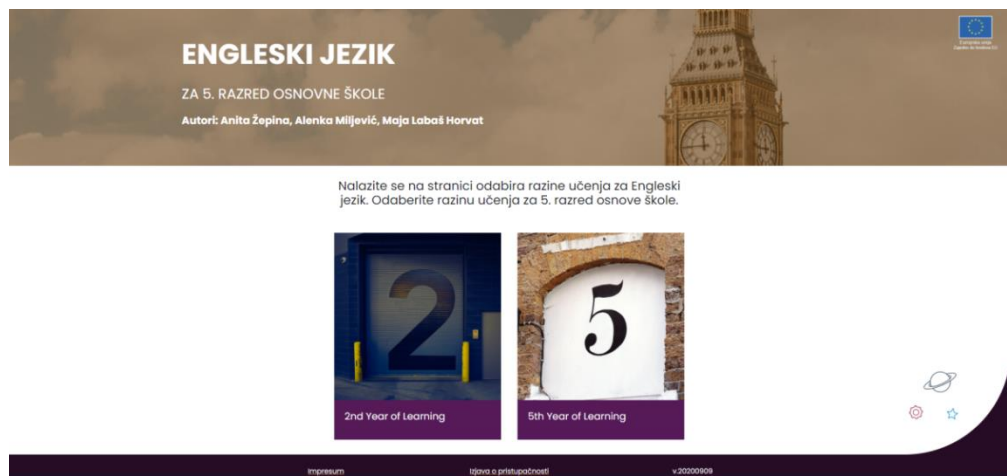 ENGLESKI JEZIK
ZA 5. RAZRED OSNOVNE ŠKOLE
Autori: Anita Žepina, Alenka Miljević, Maja Labaš Horvat
Europska unija
Nalazite se na stranici odabira razine učenja za Engleski
jezik. Odaberite razinu učenja za 5. razred osnove škole.
2
5
2nd Year of Learning
5th Year of Learning
Impresum
Izjava o pristupačnosti
v.20200909